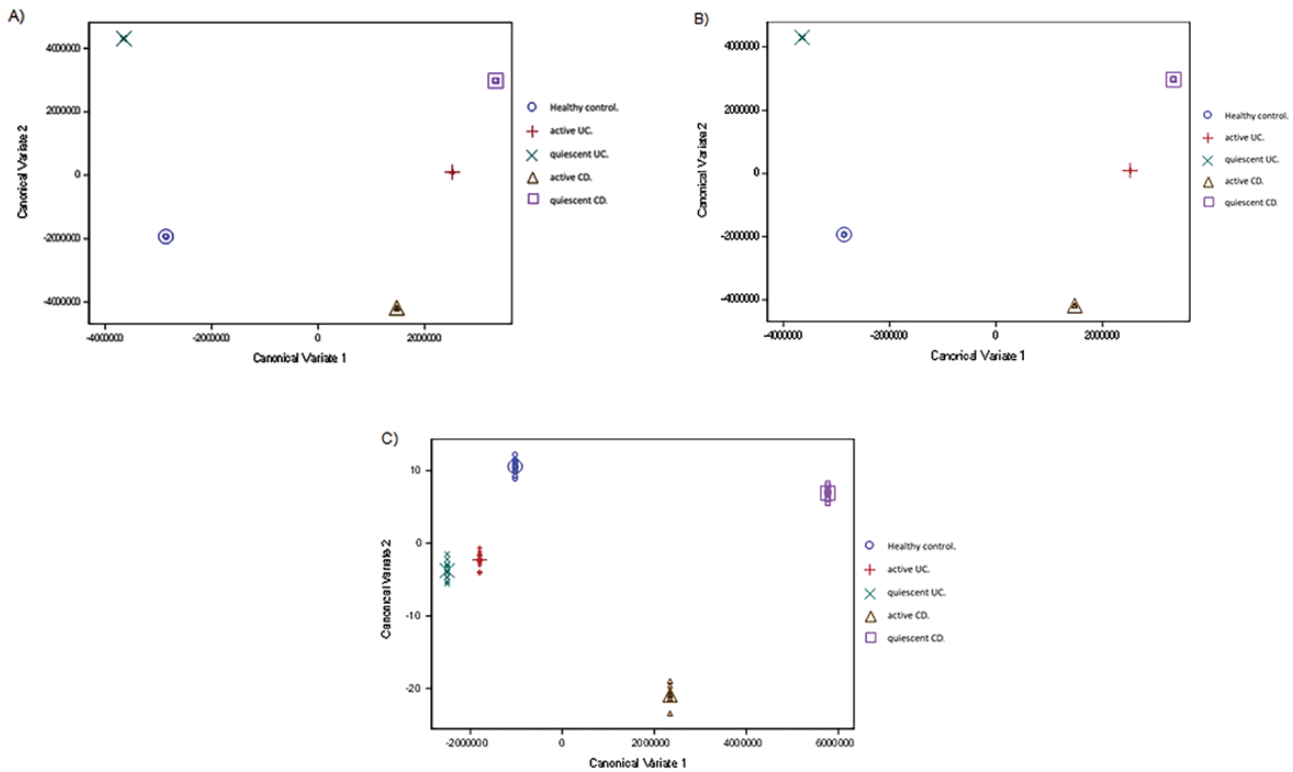 A)
Canonical Variate 2
4000000
2000000
0
-2000000
-4000000
-4000000
-2000000
0
2000000
Canonical Variate 1
Healthy control.
active UC.
quiescent UC.
active CD.
quiescent CD.
B)
Canonical Variate 2
4000000
2000000
0
-2000000
-4000000
-4000000
-2000000
0
2000000
Canonical Variate 1
Healthy control.
active UC.
quiescent UC.
active CD.
quiescent CD.
C)
Canonical Variate 2
10
0
-10
-20
-2000000
0
2000000
4000000
6000000
Canonical Variate 1
Healthy control.
active UC.
quiescent UC.
active CD.
quiescent CD.